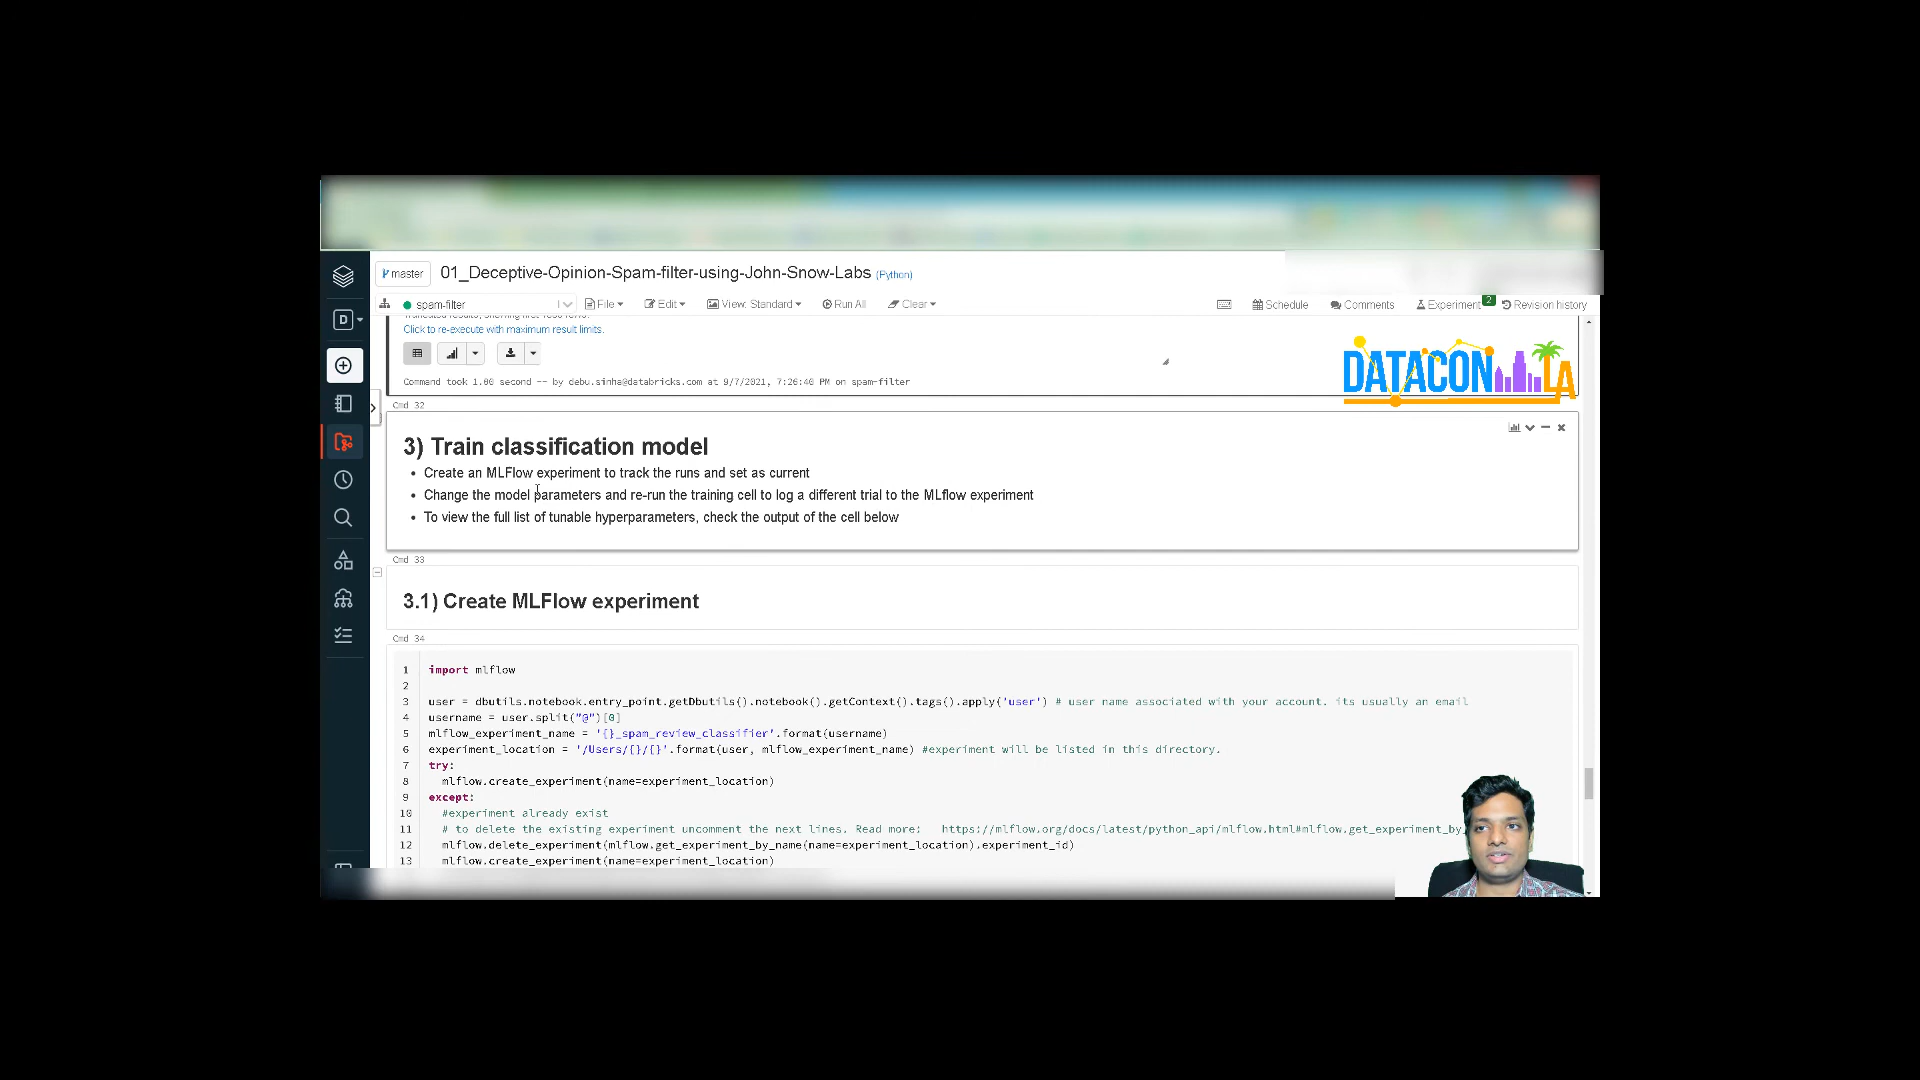 master
01_Deceptive-Opinion-Spam-filter-using-John-Snow-Labs (Python)
spam-filter
File
Edit
View: Standard
Run All
Clear
Schedule
Comments
Experiment
2
Revision history
D
Click to re-execute with maximum result limits.
Command took 1.00 second -- by debu.sinha@databricks.com at 9/7/2021, 7:26:40 PM on spam-filter
DATACON LA
Cmd 32
3) Train classification model
• Create an MLFlow experiment to track the runs and set as current
• Change the model parameters and re-run the training cell to log a different trial to the MLflow experiment
• To view the full list of tunable hyperparameters, check the output of the cell below
Cmd 33
3.1) Create MLFlow experiment
Cmd 34
1 import mlflow
2
3 user = dbutils.notebook.entry_point.getDbutils().notebook().getContext().tags().apply('user') # user name associated with your account. its usually an email
4 username = user.split("@")[0]
5 mlflow_experiment_name = '{}_spam_review_classifier'.format(username)
6 experiment_location = '/Users/{}/{}'.format(user, mlflow_experiment_name) #experiment will be listed in this directory.
7 try:
8 mlflow.create_experiment(name=experiment_location)
9 except:
10 #experiment already exist
11 # to delete the existing experiment uncomment the next lines. Read more: https://mlflow.org/docs/latest/python_api/mlflow.html#mlflow.get_experiment_by_
12 mlflow.delete_experiment(mlflow.get_experiment_by_name(name=experiment_location).experiment_id)
13 mlflow.create_experiment(name=experiment_location)